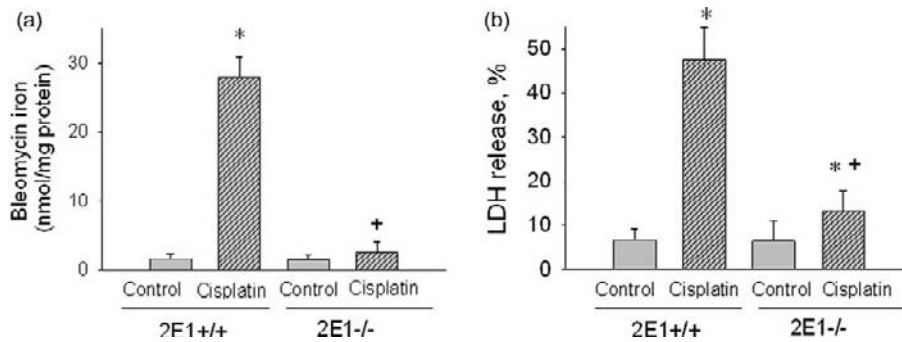 (a)
Bleomycin iron
(nmol/mg protein)
30
20
10
0
*
+
Control Cisplatin Control Cisplatin
2E1+/+ 2E1-/-
(b)
LDH release, %
50
40
30
20
10
0
*
* +
Control Cisplatin Control Cisplatin
2E1+/+ 2E1-/-